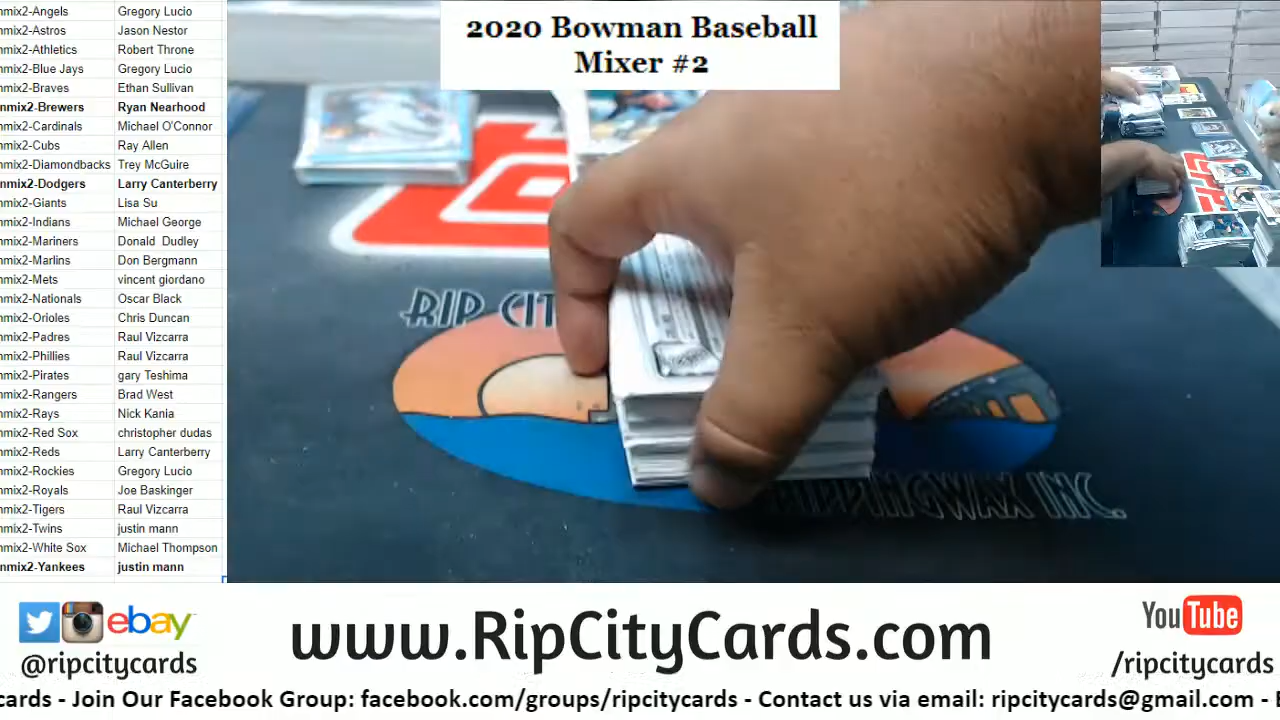 2020 Bowman Baseball
Mixer #2
nmix2-Angels Gregory Lucio
nmix2-Astros Jason Nestor
nmix2-Athletics Robert Throne
nmix2-Blue Jays Gregory Lucio
nmix2-Braves Ethan Sullivan
nmix2-Brewers Ryan Nearhood
nmix2-Cardinals Michael O'Connor
nmix2-Cubs Ray Allen
nmix2-Diamondbacks Trey McGuire
nmix2-Dodgers Larry Canterberry
nmix2-Giants Lisa Su
nmix2-Indians Michael George
nmix2-Mariners Donald Dudley
nmix2-Marlins Don Bergmann
nmix2-Mets vincent giordano
nmix2-Nationals Oscar Black
nmix2-Orioles Chris Duncan
nmix2-Padres Raul Vizcarra
nmix2-Phillies Raul Vizcarra
nmix2-Pirates gary Teshima
nmix2-Rangers Brad West
nmix2-Rays Nick Kania
nmix2-Red Sox christopher dudas
nmix2-Reds Larry Canterberry
nmix2-Rockies Gregory Lucio
nmix2-Royals Joe Baskinger
nmix2-Tigers Raul Vizcarra
nmix2-Twins justin mann
nmix2-White Sox Michael Thompson
nmix2-Yankees justin mann
RIP CIT
RIPPINGWAX INC.
ebay
@ripcitycards
www.RipCityCards.com
YouTube
/ripcitycards
cards - Join Our Facebook Group: facebook.com/groups/ripcitycards - Contact us via email: ripcitycards@gmail.com -